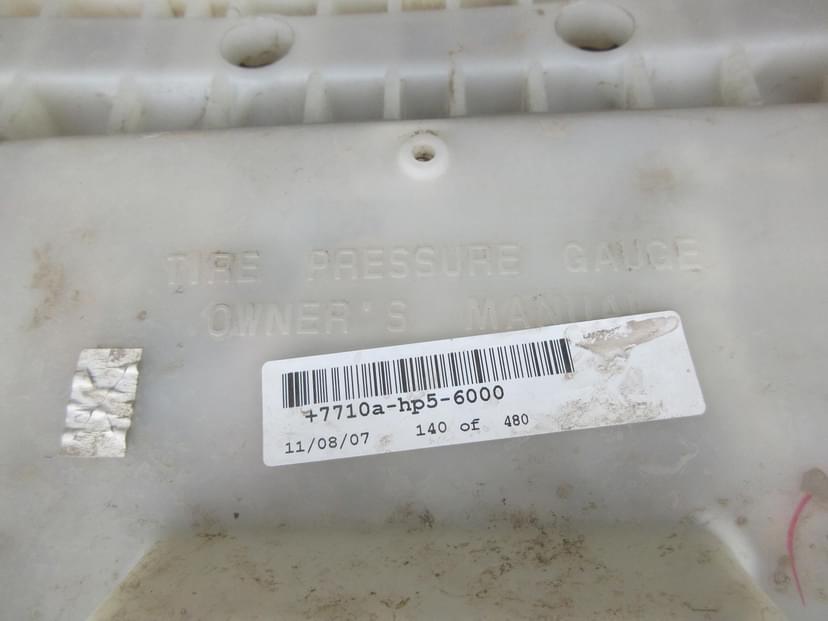 TIRE PRESSURE GAUGE
OWNER'S MANUAL
+7710a-hp5-6000
11/08/07 140 of 480